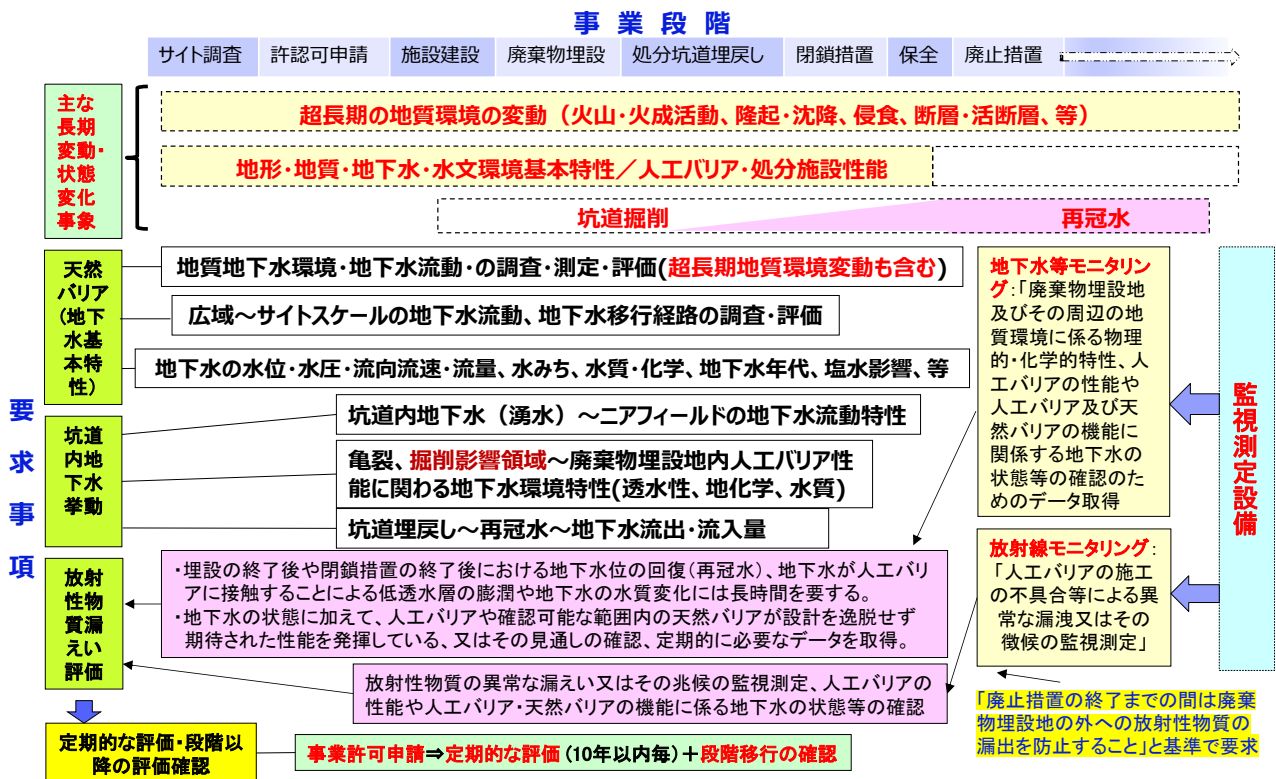 事業段階
サイト調査 許認可申請 施設建設 廃棄物埋設 処分坑道埋戻し 閉鎖措置 保全 廃止措置
主な
長期
変動・
状態
変化
事象
超長期の地質環境の変動（火山・火成活動、隆起・沈降、侵食、断層・活断層、等）
地形・地質・地下水・水文環境基本特性／人工バリア・処分施設性能
坑道掘削
再冠水
要求事項
天然
バリア
(地下
水基
本特
性)
地質地下水環境・地下水流動・の調査・測定・評価(超長期地質環境変動も含む)
広域～サイトスケールの地下水流動、地下水移行経路の調査・評価
地下水の水位・水圧・流向流速・流量、水みち、水質・化学、地下水年代、塩水影響、等
坑道
内地
下水
挙動
坑道内地下水（湧水）～ニアフィールドの地下水流動特性
亀裂、掘削影響領域～廃棄物埋設地内人工バリア性
能に関わる地下水環境特性(透水性、地化学、水質)
坑道埋戻し～再冠水～地下水流出・流入量
放射
性物
質漏
えい
評価
・埋設の終了後や閉鎖措置の終了後における地下水位の回復(再冠水)、地下水が人工バリ
アに接触することによる低透水層の膨潤や地下水の水質変化には長時間を要する。
・地下水の状態に加えて、人工バリアや確認可能な範囲内の天然バリが設計を逸脱せず
期待された性能を発揮している、又はその見通しの確認、定期的に必要なデータを取得。
放射性物質の異常な漏えい又はその兆候の監視測定、人工バリアの
性能や人工バリア・天然バリアの機能に係る地下水の状態等の確認
定期的な評価・段階以
降の評価確認
事業許可申請⇒定期的な評価(10年以内毎)＋段階移行の確認
地下水等モニタリン
グ:「廃棄物埋設地
及びその周辺の地
質環境に係る物理
的・化学的特性、人
工バリアの性能や
人工バリア及び天
然バリアの機能に
関係する地下水の
状態等の確認のた
めのデータ取得
放射線モニタリング:
「人工バリアの施工
の不具合等による異
常な漏洩又はその
徴候の監視測定」
監視測定設備
「廃止措置の終了までの間は廃棄
物埋設地の外への放射性物質の
漏出を防止すること」と基準で要求